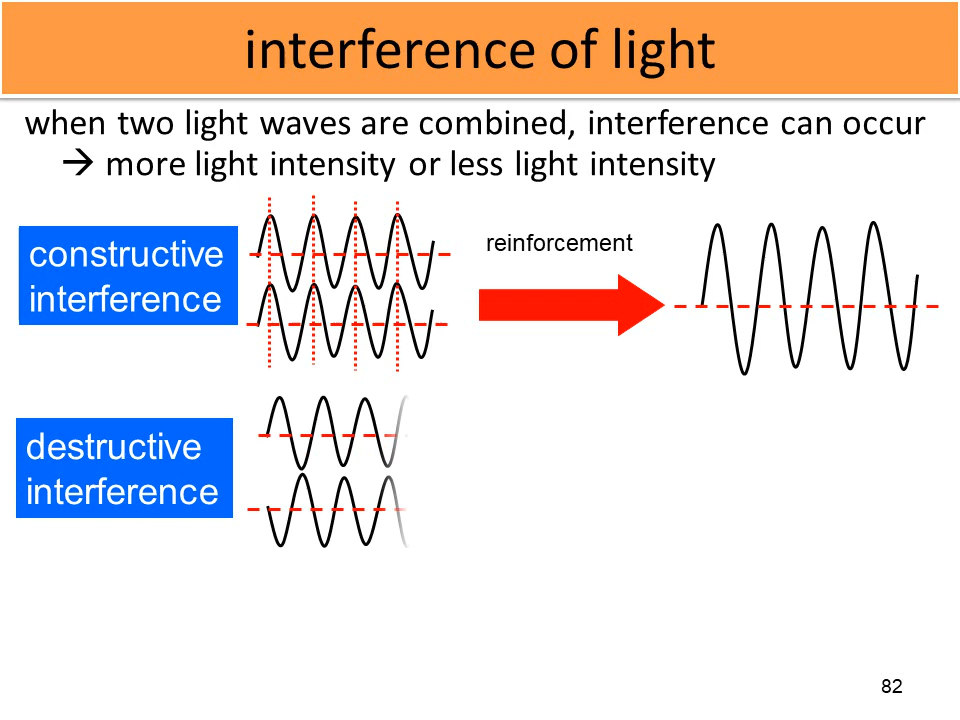 interference of light
when two light waves are combined, interference can occur
→ more light intensity or less light intensity
constructive
interference
reinforcement
destructive
interference
82